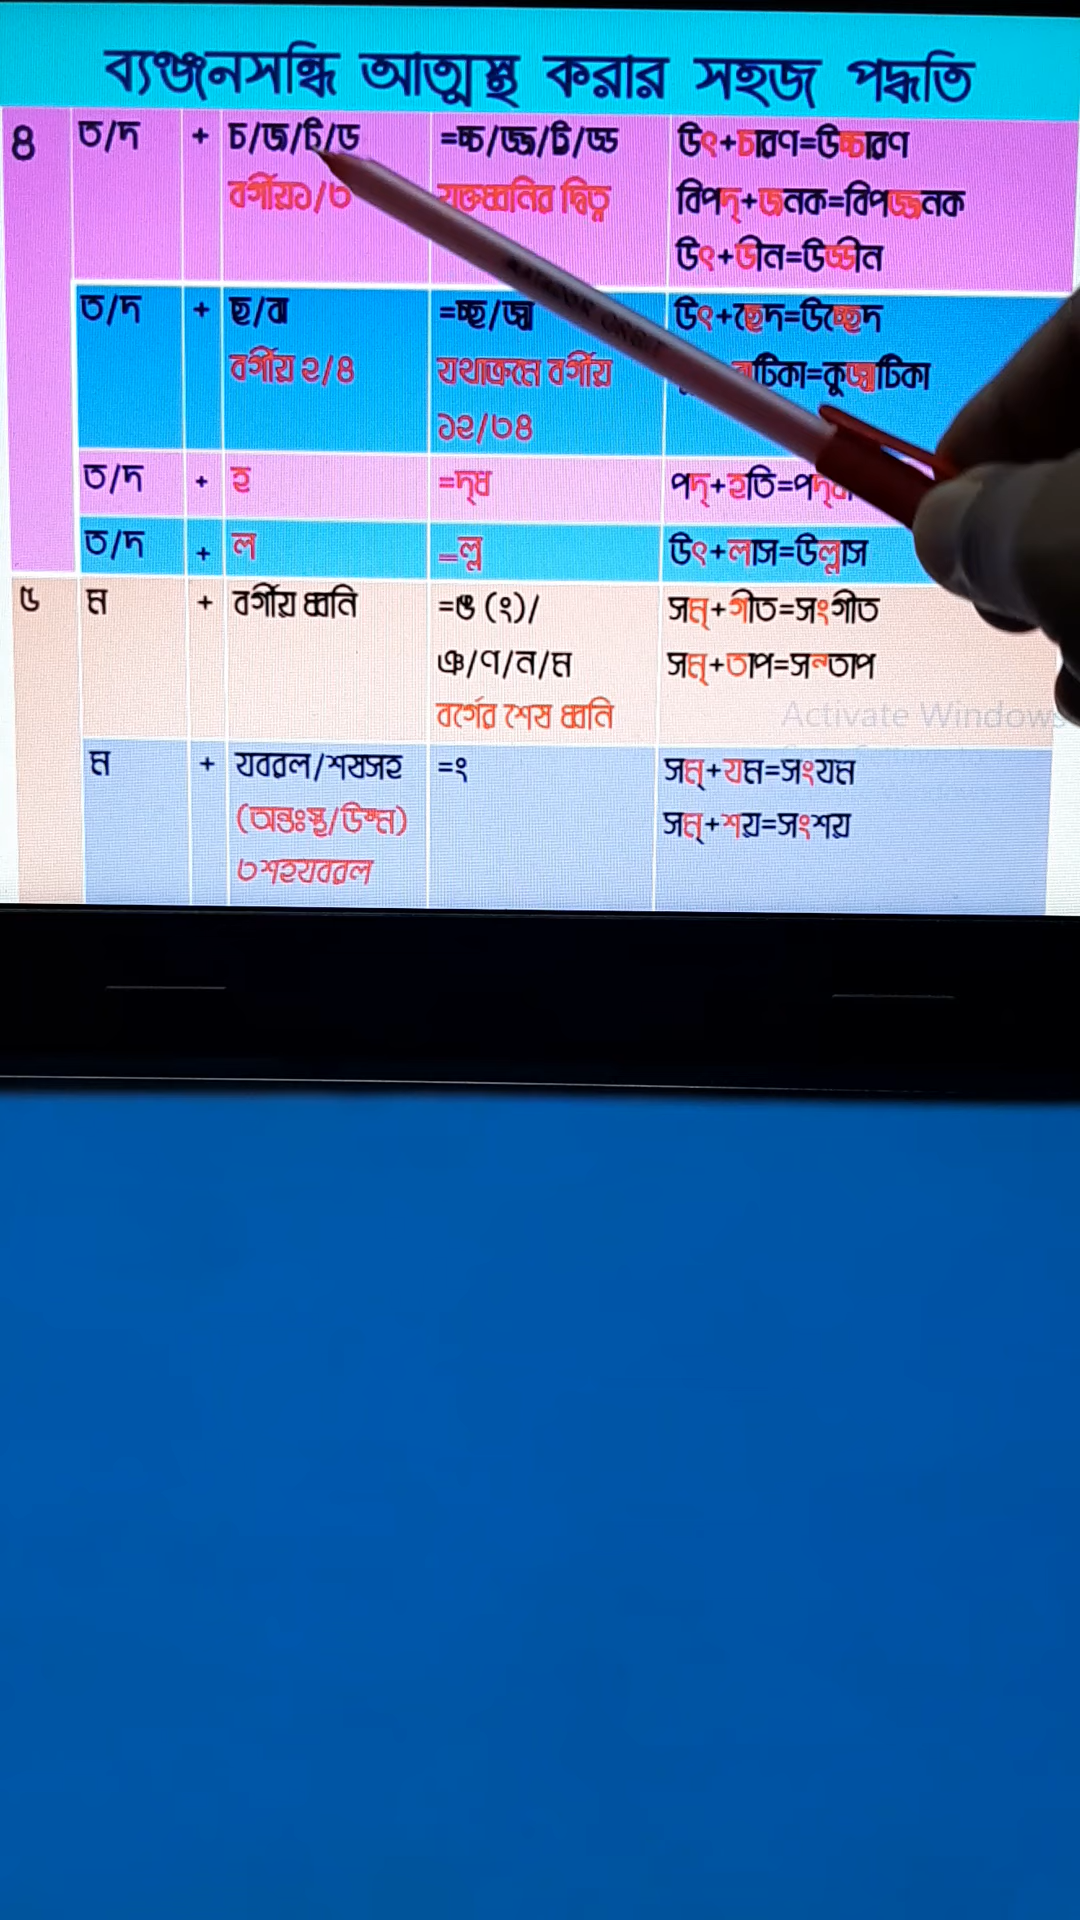 ব্যঞ্জনসন্ধি আত্মস্থ করার সহজ পদ্ধতি
৪ ত/দ + চ/জ/ট/ড =চ্চ/জ্জ/ট্ট/ড্ড উৎ+চারণ=উচ্চারণ
বর্গীয়১/৩ যুক্তধ্বনির দ্বিত্ব বিপদ্+জনক=বিপজ্জনক
উৎ+ডীন=উড্ডীন
ত/দ + ছ/ঝ =চ্ছ/জ্ঝ উৎ+ছেদ=উচ্ছেদ
বর্গীয় ২/৪ যথাক্রমে বর্গীয় ঝটিকা=কুজ্ঝটিকা
১২/৩৪
ত/দ + হ =দ্ধ পদ্+হতি=পদ্ধ
ত/দ + ল =ল্ল উৎ+লাস=উল্লাস
৫ ম + বর্গীয় ধ্বনি =ঙ (ং)/ সম্+গীত=সংগীত
ঞ/ণ/ন/ম সম্+তাপ=সন্তাপ
বর্গের শেষ ধ্বনি
Activate Windows
ম + যবরল/শষসহ =ং সম্+যম=সংযম
(অন্তঃস্থ/উষ্ম) সম্+শয়=সংশয়
৩শহযবরল